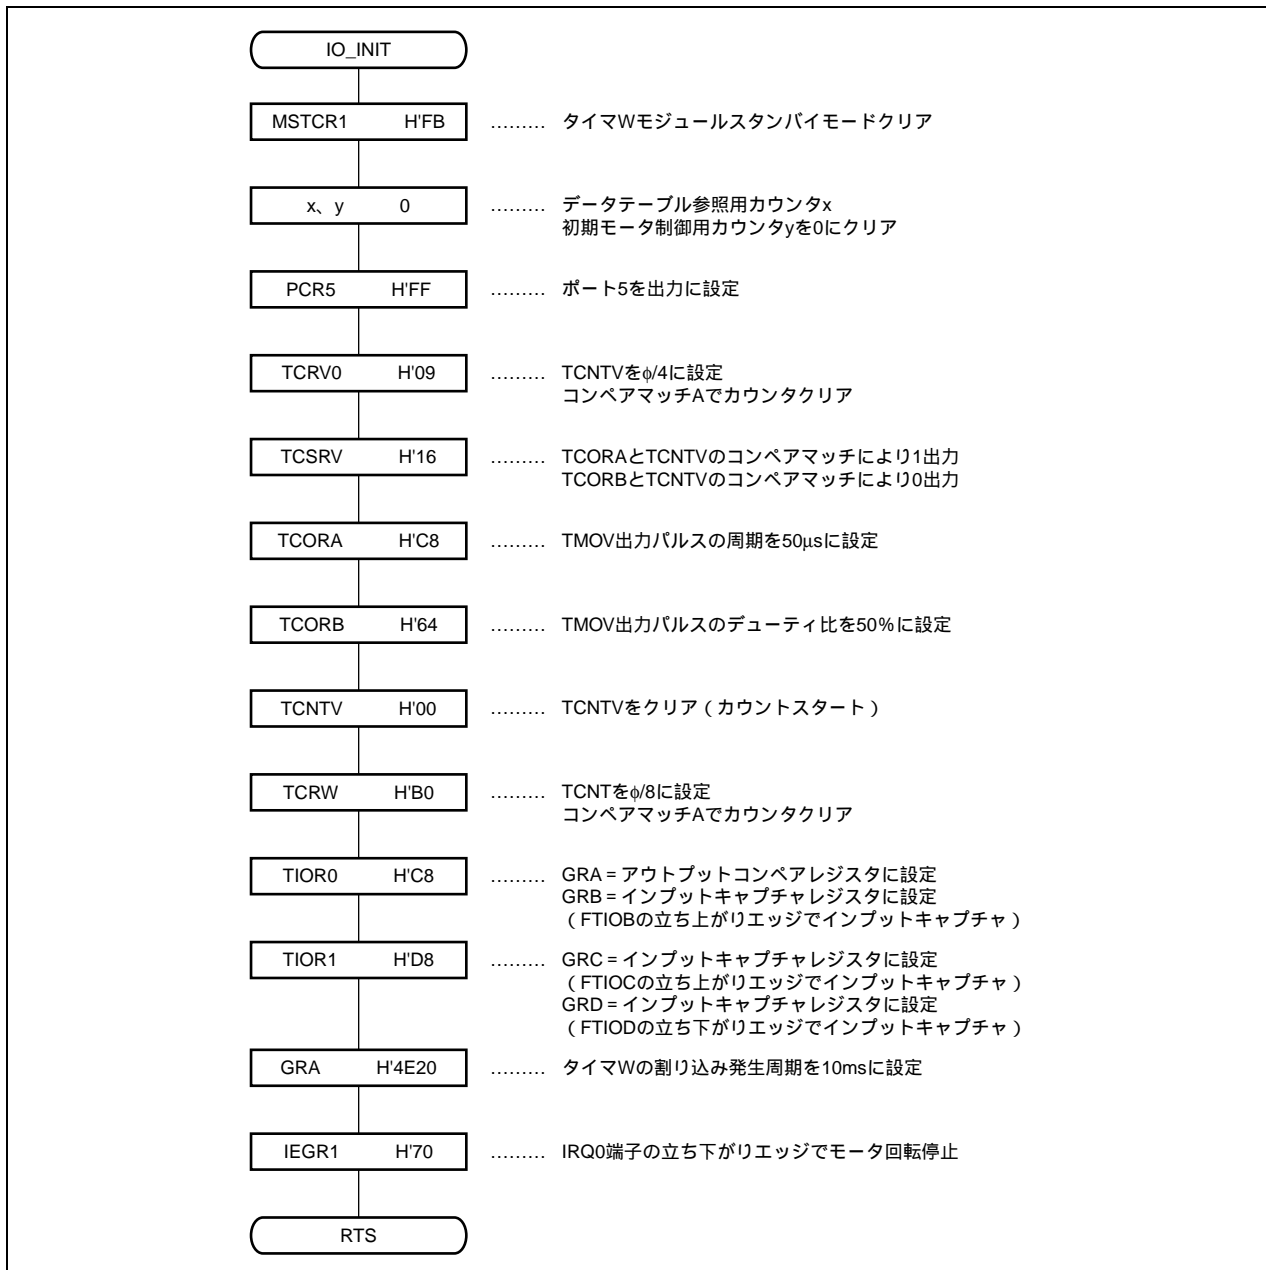 IO_INIT
MSTCR1 H'FB ......... タイマWモジュールスタンバイモードクリア
x、y 0 ......... データテーブル参照用カウンタx
初期モータ制御用カウンタyを0にクリア
PCR5 H'FF ......... ポート5を出力に設定
TCRV0 H'09 ......... TCNTVをφ/4に設定
コンペアマッチAでカウンタクリア
TCSRV H'16 ......... TCORAとTCNTVのコンペアマッチにより1出力
TCORBとTCNTVのコンペアマッチにより0出力
TCORA H'C8 ......... TMOV出力パルスの周期を50μsに設定
TCORB H'64 ......... TMOV出力パルスのデューティ比を50%に設定
TCNTV H'00 ......... TCNTVをクリア（カウントスタート）
TCRW H'B0 ......... TCNTをφ/8に設定
コンペアマッチAでカウンタクリア
TIOR0 H'C8 ......... GRA = アウトプットコンペアレジスタに設定
GRB = インプットキャプチャレジスタに設定
（FTIOBの立ち上がりエッジでインプットキャプチャ）
TIOR1 H'D8 ......... GRC = インプットキャプチャレジスタに設定
（FTIOCの立ち上がりエッジでインプットキャプチャ）
GRD = インプットキャプチャレジスタに設定
（FTIODの立ち下がりエッジでインプットキャプチャ）
GRA H'4E20 ......... タイマWの割り込み発生周期を10msに設定
IEGR1 H'70 ......... IRQ0端子の立ち下がりエッジでモータ回転停止
RTS